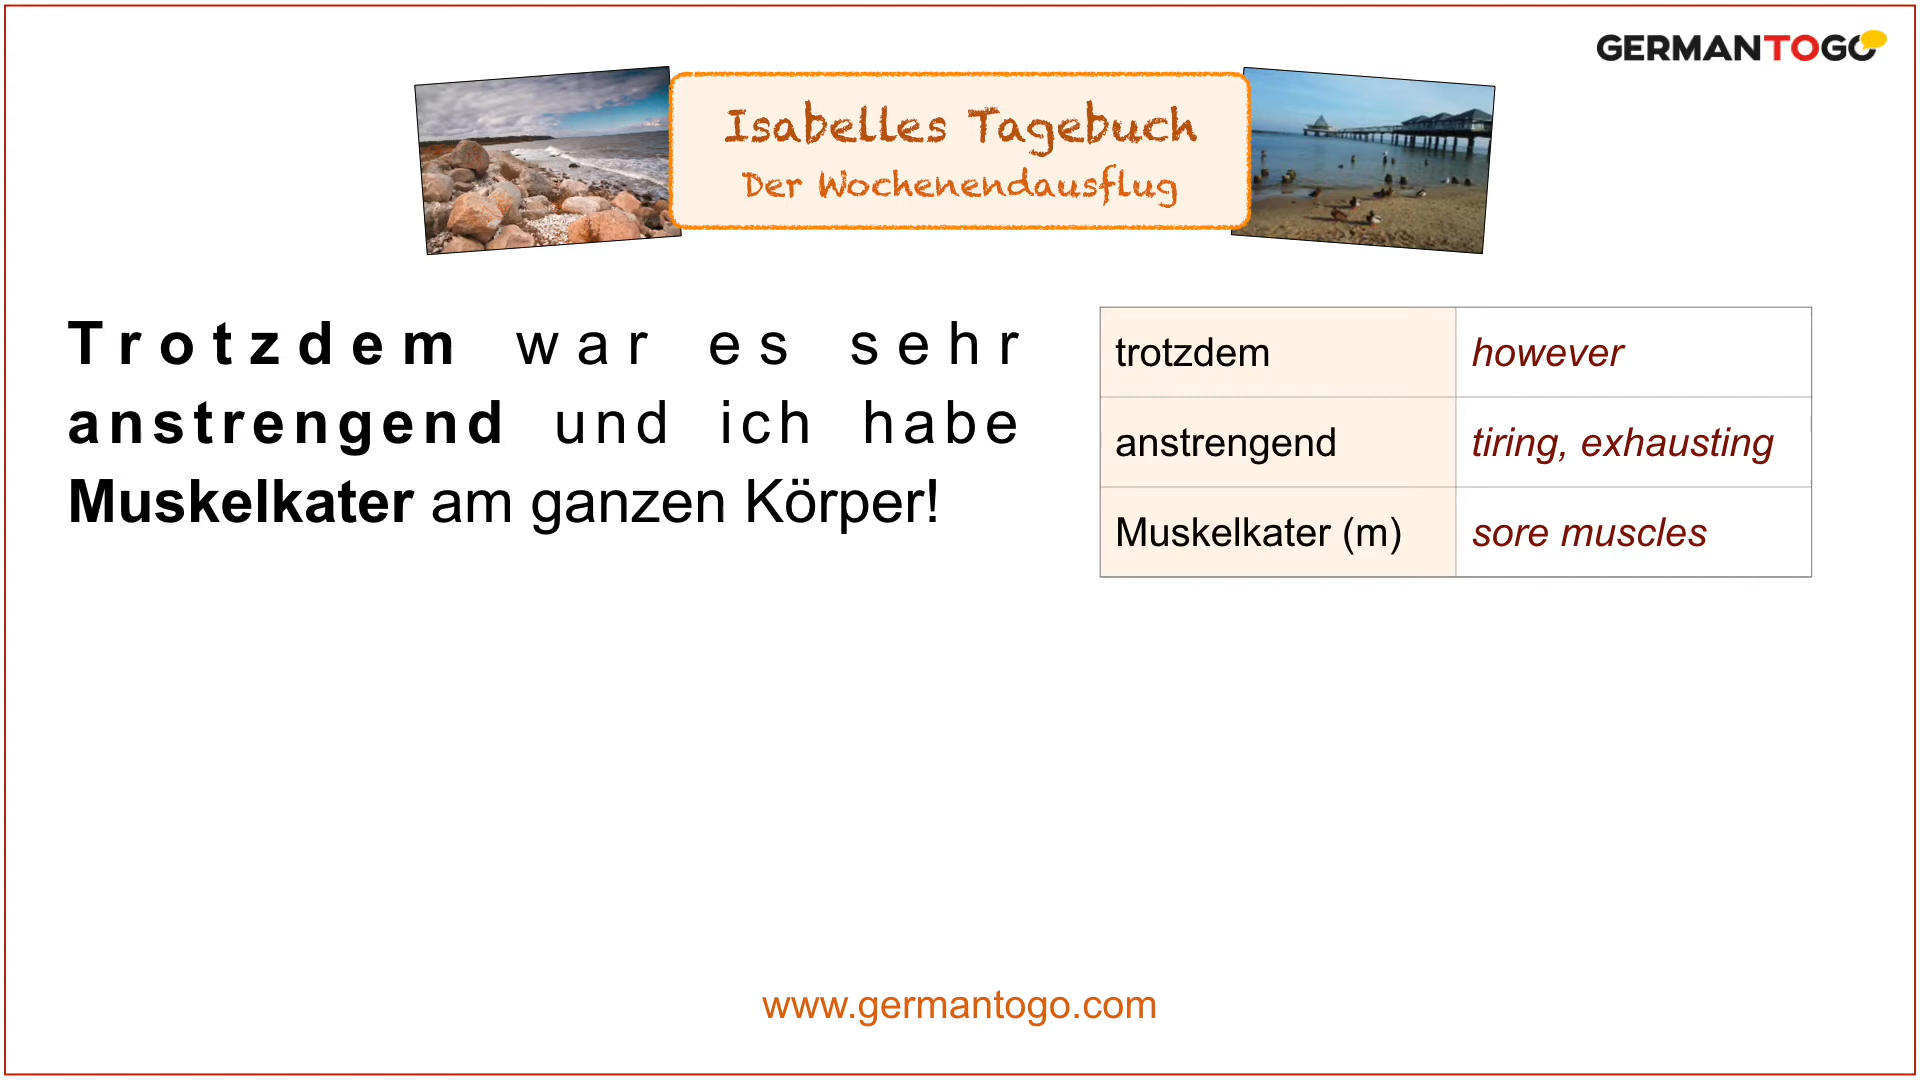 GERMANTOGO
Isabelles Tagebuch
Der Wochenendausflug
Trotzdem war es sehr
anstrengend und ich habe
Muskelkater am ganzen Körper!
trotzdem however
anstrengend tiring, exhausting
Muskelkater (m) sore muscles
www.germantogo.com